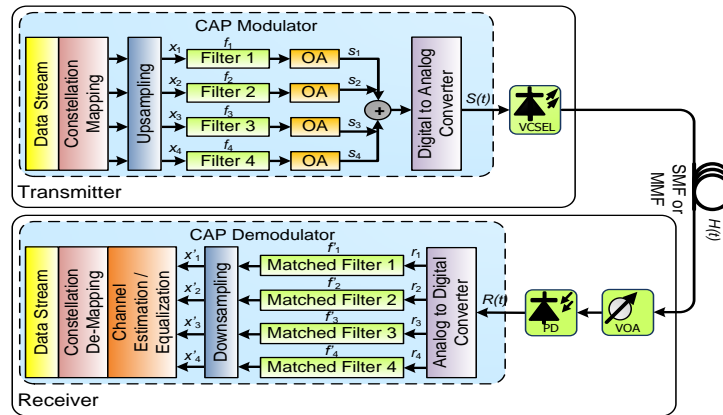 CAP Modulator
Data Stream
Constellation
Mapping
Upsampling
x1
x2
x3
x4
f1
Filter 1
f2
Filter 2
f3
Filter 3
f4
Filter 4
OA
OA
OA
OA
s1
s2
s3
s4
+
Digital to Analog
Converter
S(t)
VCSEL
Transmitter
SMF or
MMF
H(t)
CAP Demodulator
Data Stream
Constellation
De-Mapping
Channel
Estimation /
Equalization
x'1
x'2
x'3
x'4
Downsampling
f'1
Matched Filter 1
f'2
Matched Filter 2
f'3
Matched Filter 3
f'4
Matched Filter 4
r1
r2
r3
r4
Analog to Digital
Converter
R(t)
PD
VOA
Receiver